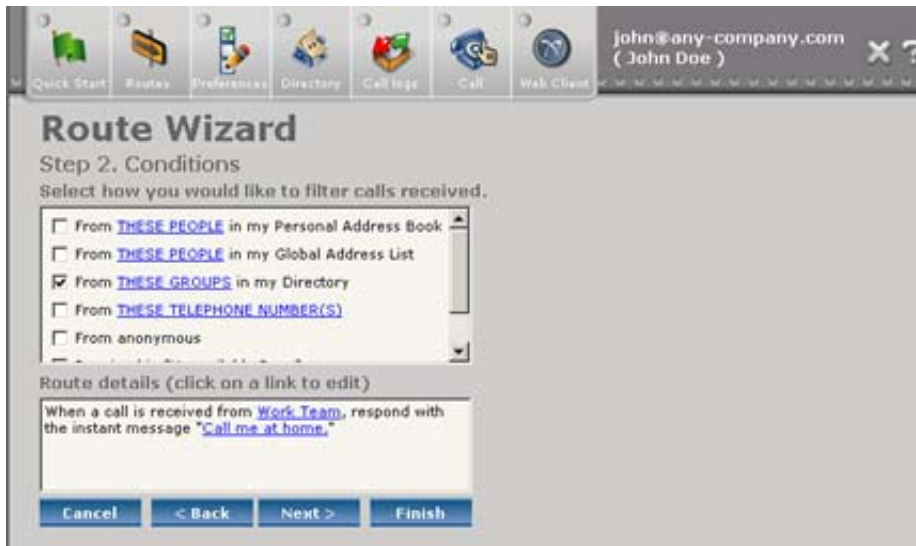 Quick Start Routes Preferences Directory Call logs Call Web Client
john@any-company.com
( John Doe )
Route Wizard
Step 2. Conditions
Select how you would like to filter calls received.
From THESE PEOPLE in my Personal Address Book
From THESE PEOPLE in my Global Address List
From THESE GROUPS in my Directory
From THESE TELEPHONE NUMBER(S)
From anonymous
Route details (click on a link to edit)
When a call is received from Work Team, respond with
the instant message "Call me at home."
Cancel < Back Next > Finish